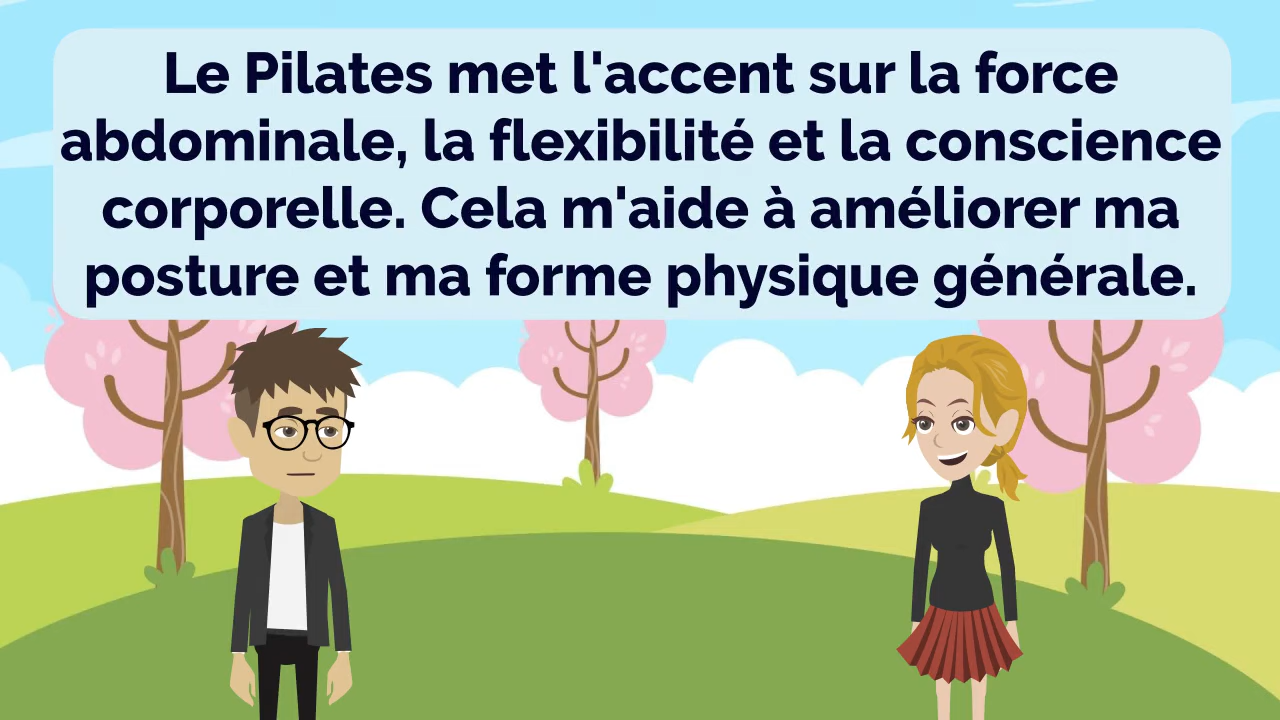 Le Pilates met l'accent sur la force
abdominale, la flexibilité et la conscience
corporelle. Cela m'aide à améliorer ma
posture et ma forme physique générale.